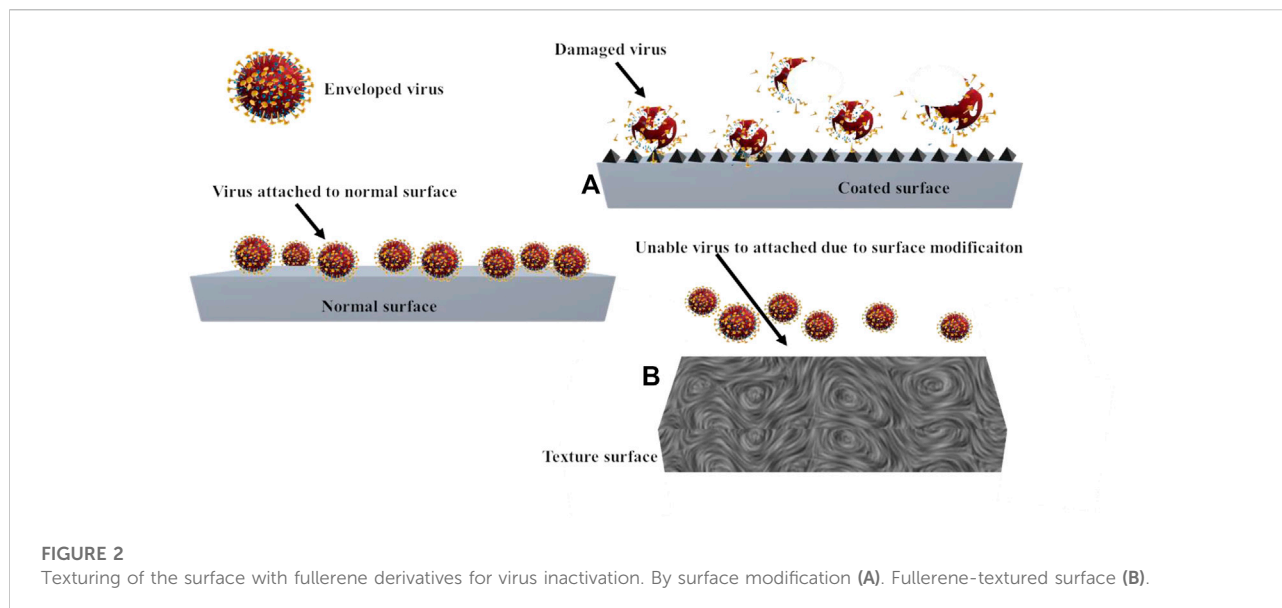 Damaged virus
Enveloped virus
A
Coated surface
Virus attached to normal surface
Unable virus to attached due to surface modificaiton
Normal surface
B
Texture surface
FIGURE 2
Texturing of the surface with fullerene derivatives for virus inactivation. By surface modification (A). Fullerene-textured surface (B).